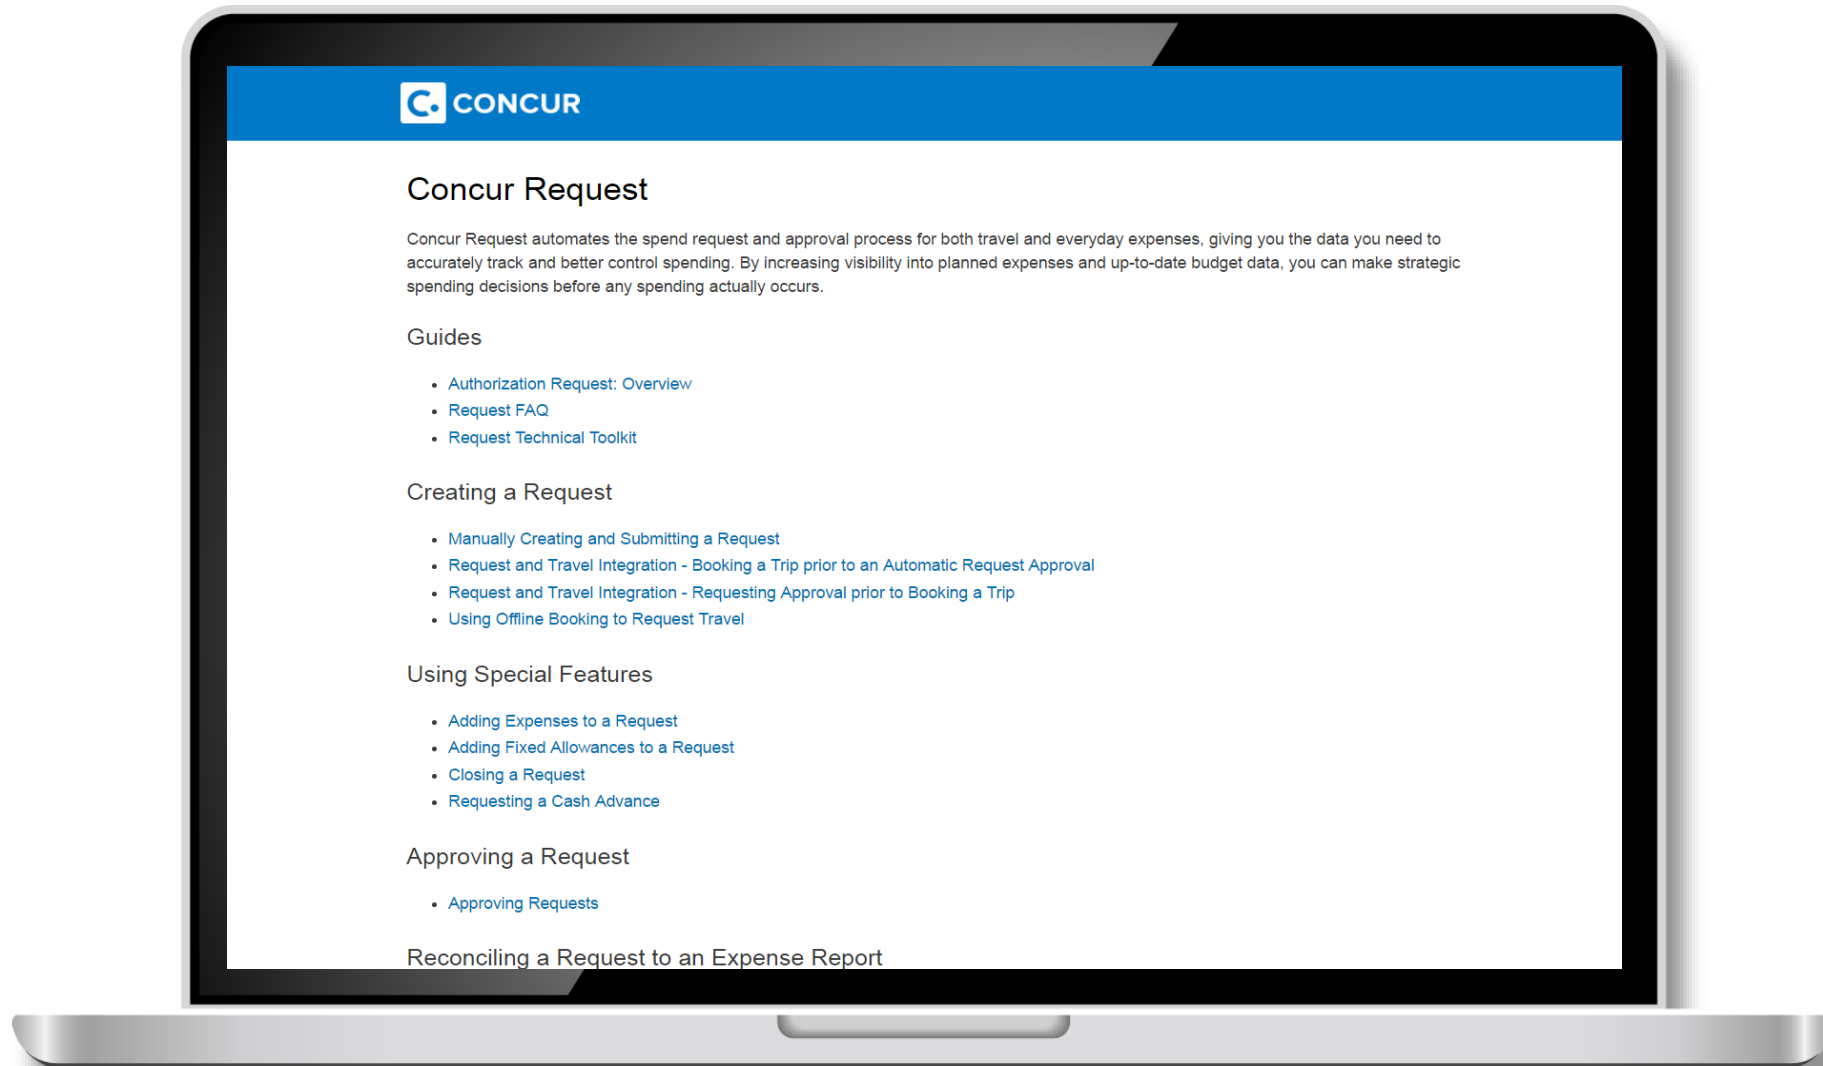 C. CONCUR
Concur Request
Concur Request automates the spend request and approval process for both travel and everyday expenses, giving you the data you need to
accurately track and better control spending. By increasing visibility into planned expenses and up-to-date budget data, you can make strategic
spending decisions before any spending actually occurs.
Guides
• Authorization Request: Overview
• Request FAQ
• Request Technical Toolkit
Creating a Request
• Manually Creating and Submitting a Request
• Request and Travel Integration - Booking a Trip prior to an Automatic Request Approval
• Request and Travel Integration - Requesting Approval prior to Booking a Trip
• Using Offline Booking to Request Travel
Using Special Features
• Adding Expenses to a Request
• Adding Fixed Allowances to a Request
• Closing a Request
• Requesting a Cash Advance
Approving a Request
• Approving Requests
Reconciling a Request to an Expense Report